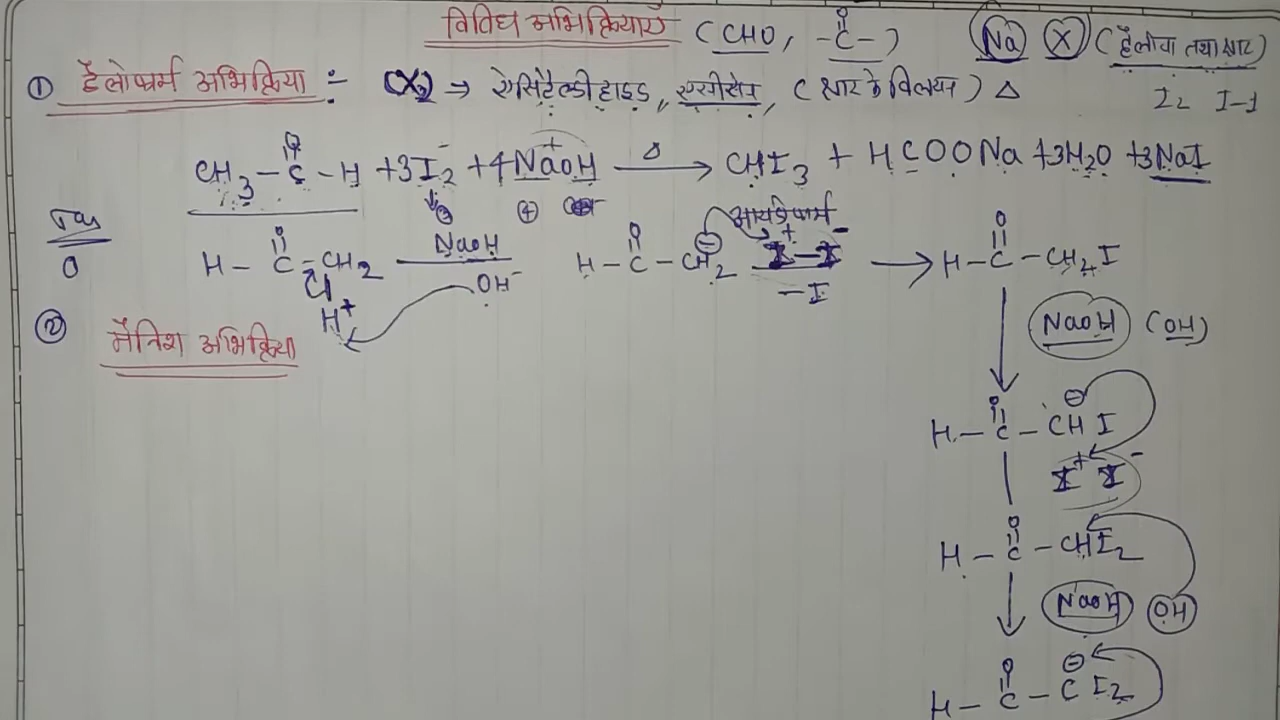 विविध अभिक्रियाएं (CHO, -C-) Na X (हैलोजन तथा क्षार)
O
① हैलोफार्म अभिक्रिया :- (X2) → ऐसिटैल्डीहाइड, एसीटोन, (क्षार के विलयन) Δ I2 I-I
O
CH3-C-H + 3I2 + 4NaOH Δ → CHI3 + HCOONa + 3H2O + 3NaI
आयडोफार्म
O
H-C-CH2 NaOH OH-
H+
O
H-C-CH2 ⊖ I-I -I →
O
H-C-CH2I
② मैनिश अभिक्रिया
NaOH (OH)
O ⊖
H-C-CHI
I+ I-
O
H-C-CHI2
NaOH OH
O ⊖
H-C-CI2